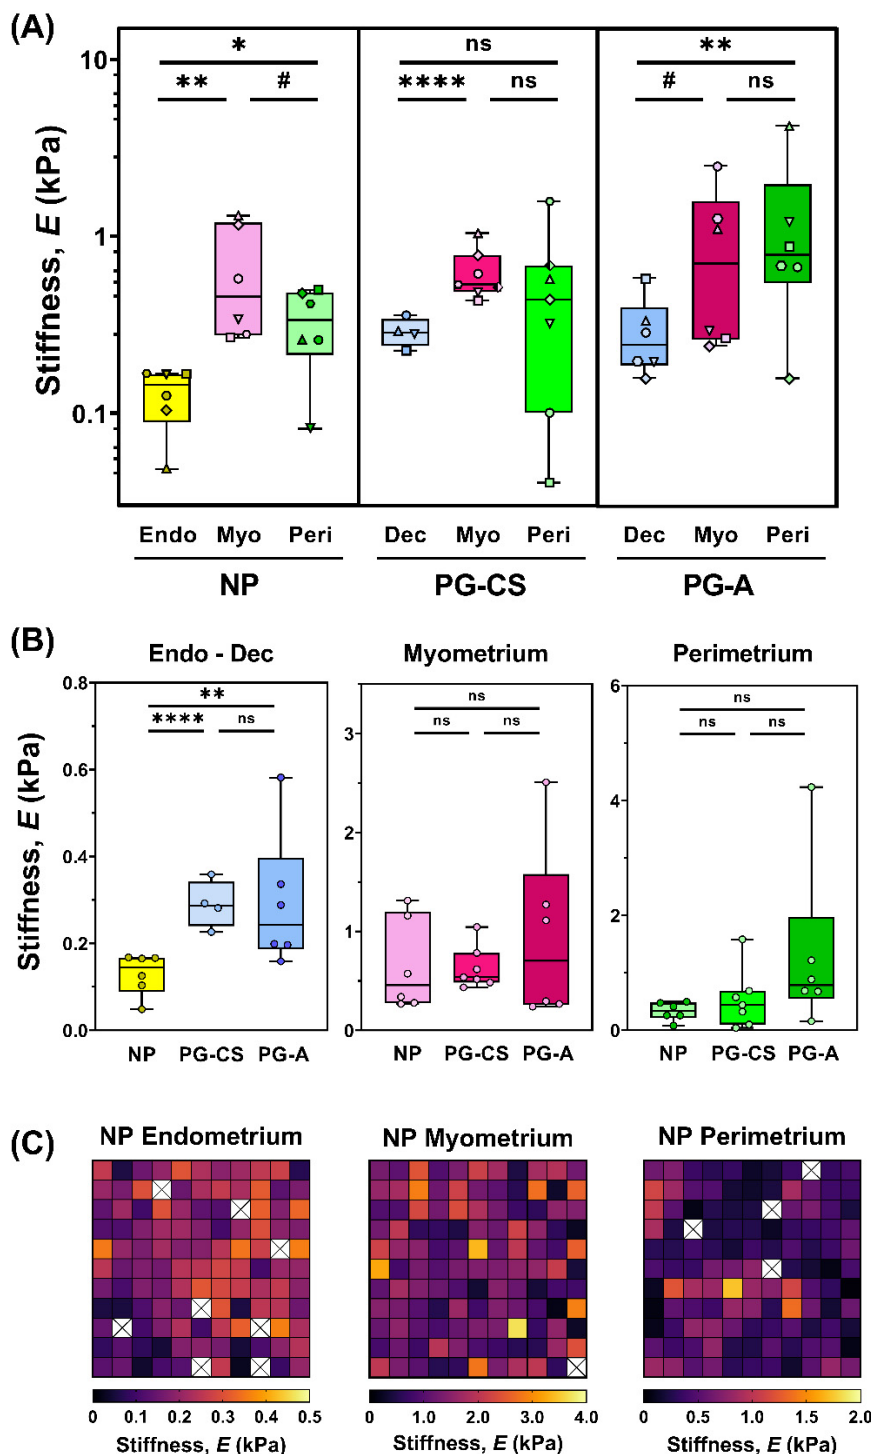 (A)
10
1
0.1
Stiffness, E (kPa)
*
** #
ns
**** ns
**
# ns
Endo Myo Peri
NP
Dec Myo Peri
PG-CS
Dec Myo Peri
PG-A
(B)
Endo - Dec
Myometrium
Perimetrium
Stiffness, E (kPa)
0.8
0.6
0.4
0.2
0.0
**
**** ns
NP PG-CS PG-A
3
2
1
0
ns
ns ns
NP PG-CS PG-A
6
4
2
0
ns
ns ns
NP PG-CS PG-A
(C)
NP Endometrium
NP Myometrium
NP Perimetrium
0 0.1 0.2 0.3 0.4 0.5
Stiffness, E (kPa)
0 1.0 2.0 3.0 4.0
Stiffness, E (kPa)
0 0.5 1.0 1.5 2.0
Stiffness, E (kPa)